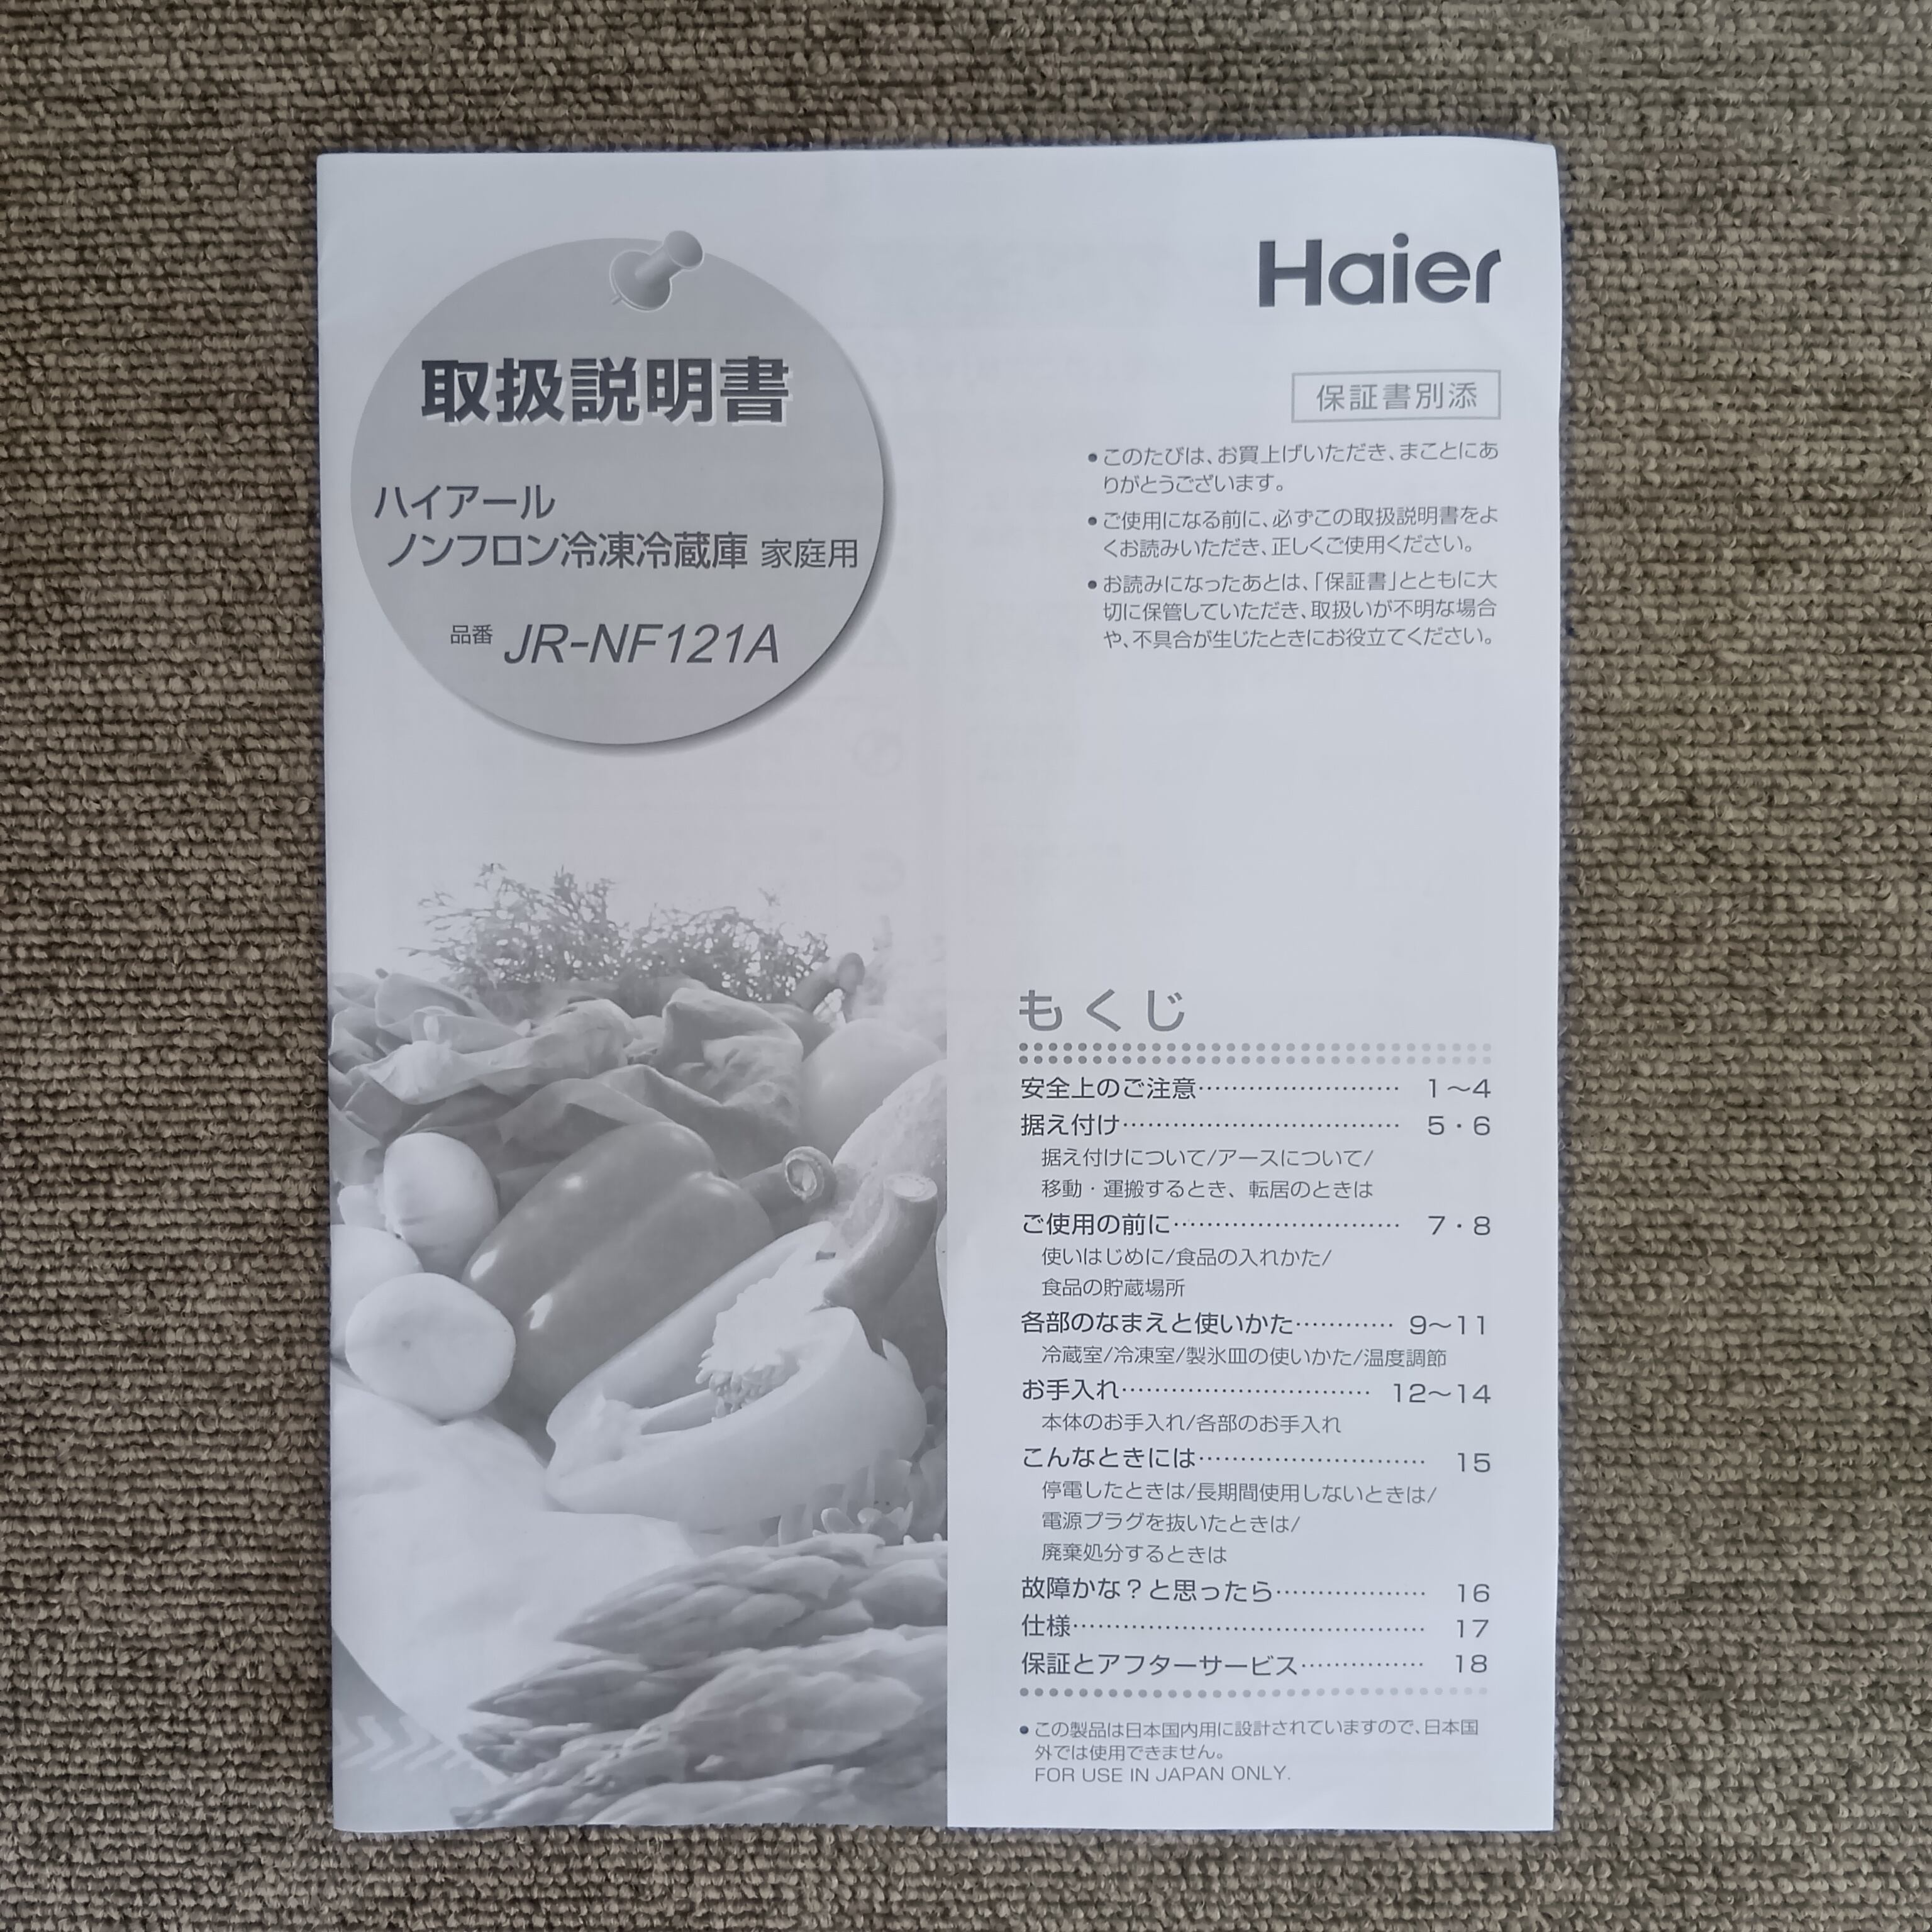 Haier
取扱説明書
ハイアール
ノンフロン冷凍冷蔵庫 家庭用
品番 JR-NF121A
保証書別添
●このたびは、お買上げいただき、まことにあ
りがとうございます。
●ご使用になる前に、必ずこの取扱説明書をよ
くお読みいただき、正しくご使用ください。
●お読みになったあとは、「保証書」とともに大
切に保管していただき、取扱いが不明な場合
や、不具合が生じたときにお役立てください。
もくじ
安全上のご注意………………………… 1～4
据え付け………………………………… 5・6
据え付けについて/アースについて/
移動・運搬するとき、転居のときは
ご使用の前に…………………………… 7・8
使いはじめに/食品の入れかた/
食品の貯蔵場所
各部のなまえと使いかた………… 9～11
冷蔵室/冷凍室/製氷皿の使いかた/温度調節
お手入れ………………………… 12～14
本体のお手入れ/各部のお手入れ
こんなときには……………………… 15
停電したときは/長期間使用しないときは/
電源プラグを抜いたときは/
廃棄処分するときは
故障かな？と思ったら……………… 16
仕様…………………………………… 17
保証とアフターサービス…………… 18
●この製品は日本国内用に設計されていますので、日本国
外では使用できません。
FOR USE IN JAPAN ONLY.